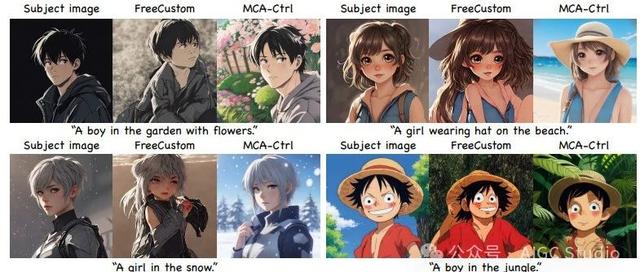 Subject image FreeCustom MCA-Ctrl Subject image FreeCustom MCA-Ctrl
"A boy in the garden with flowers." "A girl wearing hat on the beach."
Subject image FreeCustom MCA-Ctrl Subject image FreeCustom MCA-Ctrl
公众号 · AIGC Studio
"A girl in the snow." "A boy in the jungle."